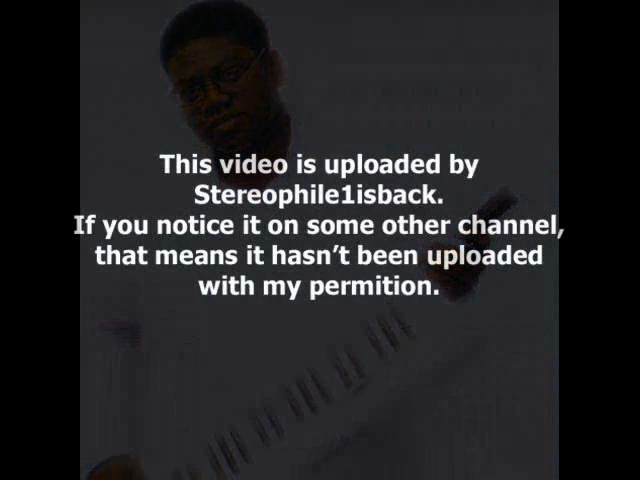 This video is uploaded by
Stereophile1isback.
If you notice it on some other channel,
that means it hasn’t been uploaded
with my permition.